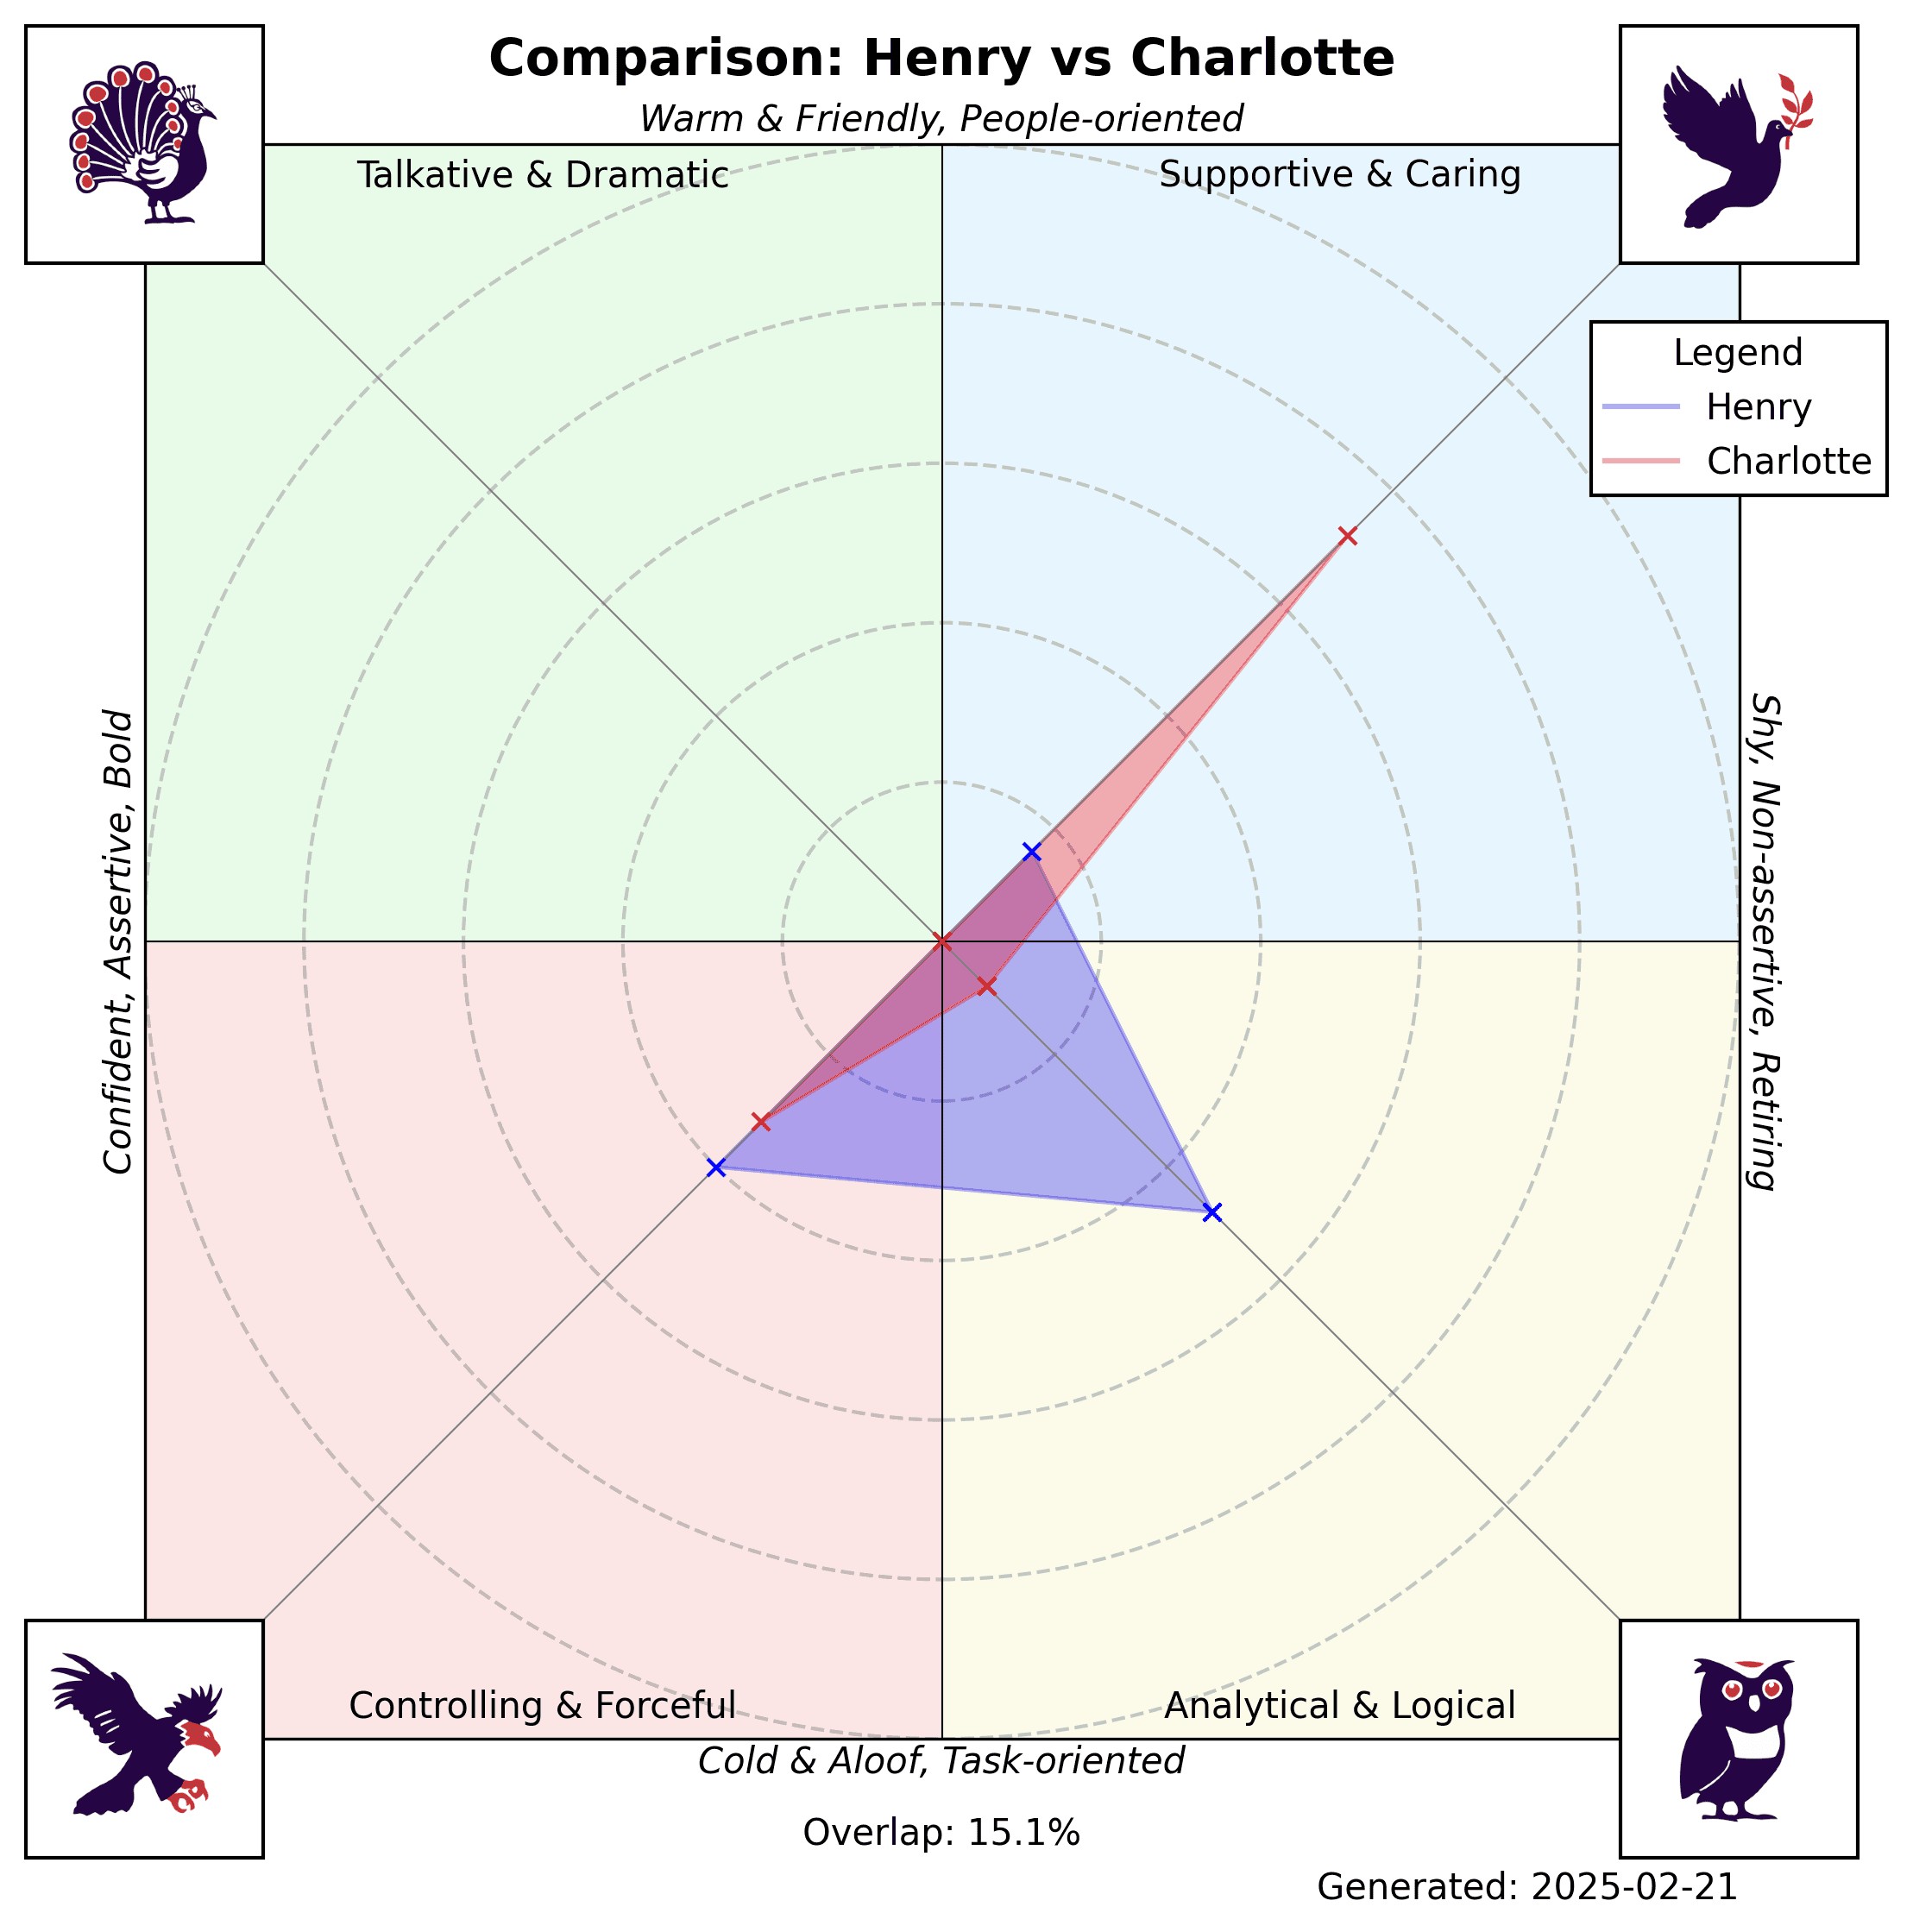 Comparison: Henry vs Charlotte
Warm & Friendly, People-oriented
Talkative & Dramatic
Supportive & Caring
Legend
Henry
Charlotte
Confident, Assertive, Bold
Shy, Non-assertive, Retiring
Controlling & Forceful
Analytical & Logical
Cold & Aloof, Task-oriented
Overlap: 15.1%
Generated: 2025-02-21